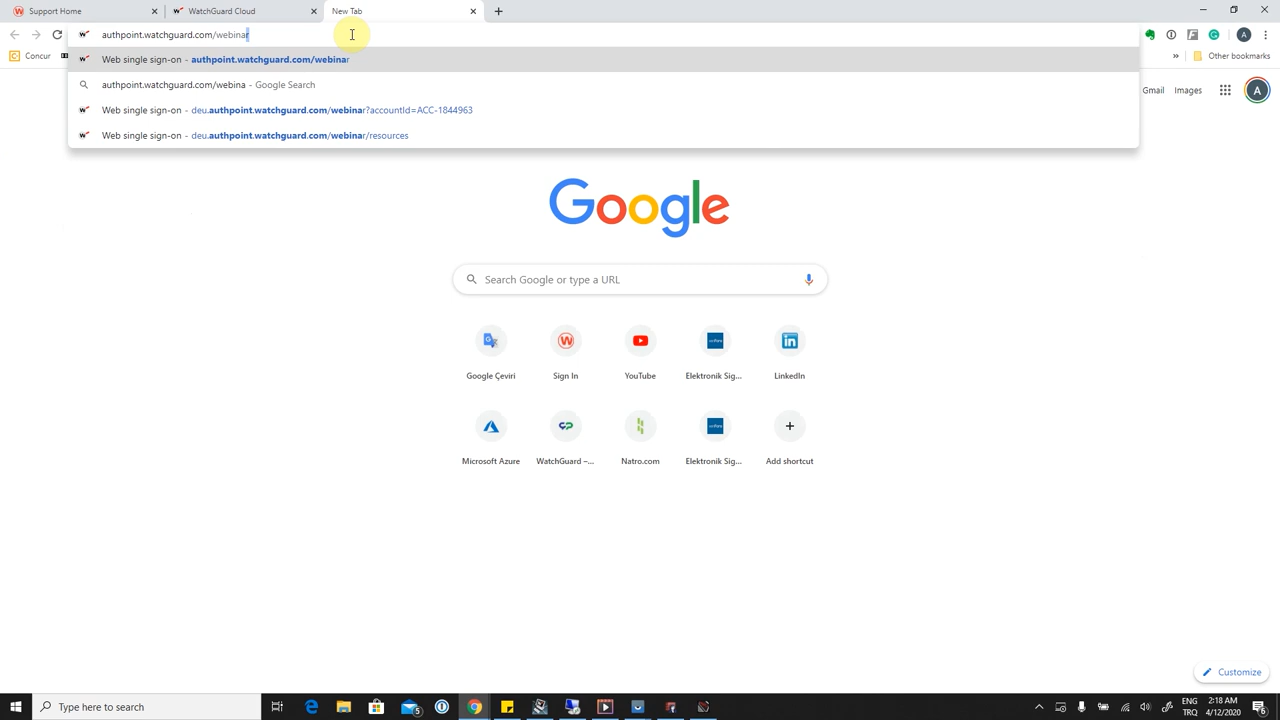 Support Home
WatchGuard Cloud
New Tab
authpoint.watchguard.com/webinar
Concur
Other bookmarks
Web single sign-on - authpoint.watchguard.com/webinar
authpoint.watchguard.com/webina - Google Search
Web single sign-on - deu.authpoint.watchguard.com/webinar?accountId=ACC-1844963
Web single sign-on - deu.authpoint.watchguard.com/webinar/resources
Gmail Images A
Google
Search Google or type a URL
Google Çeviri Sign In YouTube Elektronik Sig... LinkedIn
Microsoft Azure WatchGuard –... Natro.com Elektronik Sig... Add shortcut
Customize
Type here to search
ENG 2:18 AM
TRQ 4/12/2020